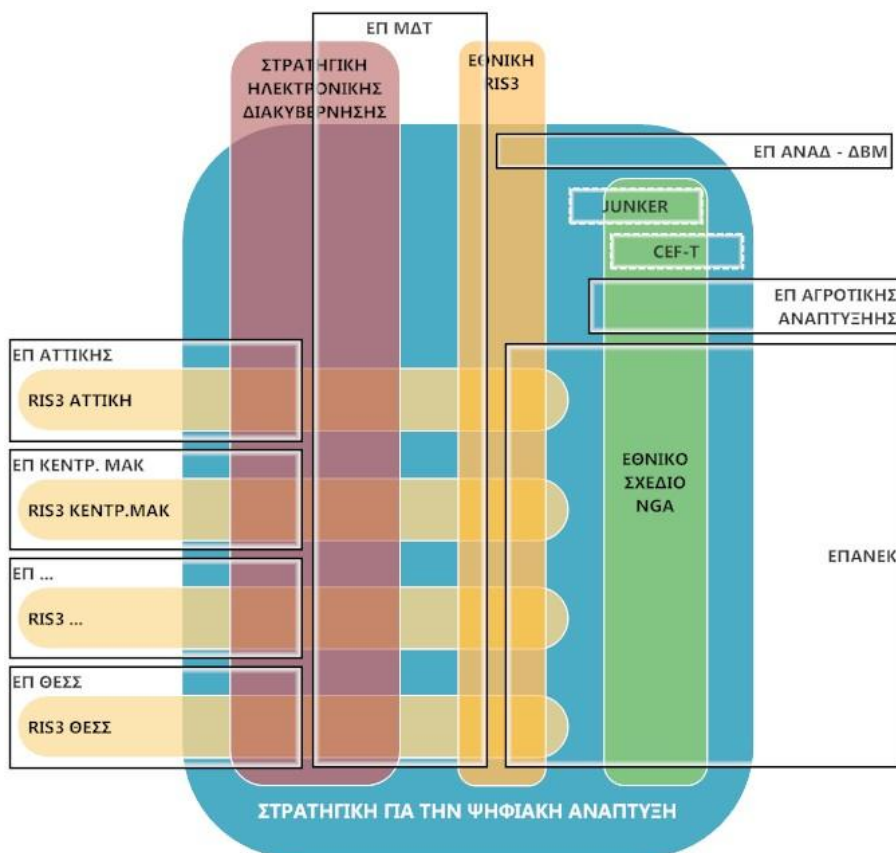 ΕΠ ΜΔΤ
ΣΤΡΑΤΗΓΙΚΗ
ΗΛΕΚΤΡΟΝΙΚΗΣ
ΔΙΑΚΥΒΕΡΝΗΣΗΣ
ΕΘΝΙΚΗ
RIS3
ΕΠ ΑΝΑΔ - ΔΒΜ
JUNKER
CEF-T
ΕΠ ΑΓΡΟΤΙΚΗΣ
ΑΝΑΠΤΥΞΗΗΣ
ΕΠ ΑΤΤΙΚΗΣ
RIS3 ΑΤΤΙΚΗ
ΕΠ ΚΕΝΤΡ. ΜΑΚ
RIS3 ΚΕΝΤΡ.ΜΑΚ
ΕΘΝΙΚΟ
ΣΧΕΔΙΟ
NGA
ΕΠΑΝΕΚ
ΕΠ ...
RIS3 ...
ΕΠ ΘΕΣΣ
RIS3 ΘΕΣΣ
ΣΤΡΑΤΗΓΙΚΗ ΓΙΑ ΤΗΝ ΨΗΦΙΑΚΗ ΑΝΑΠΤΥΞΗ